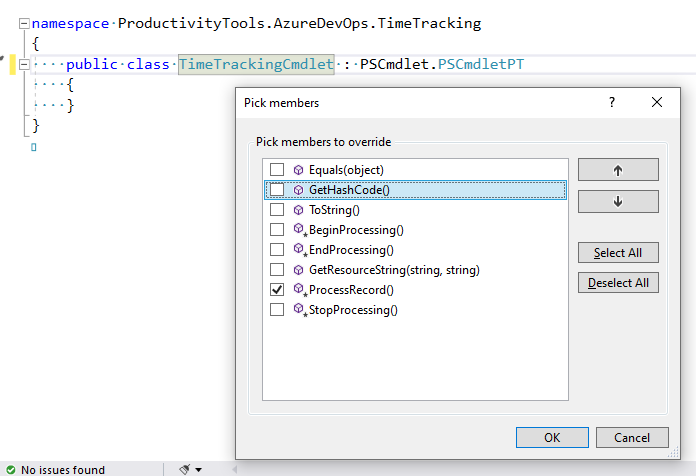 namespace ProductivityTools.AzureDevOps.TimeTracking
{
public class TimeTrackingCmdlet : PSCmdlet.PSCmdletPT
{
}
}
Pick members
Pick members to override
Equals(object)
GetHashCode()
ToString()
BeginProcessing()
EndProcessing()
GetResourceString(string, string)
ProcessRecord()
StopProcessing()
Select All
Deselect All
OK
Cancel
No issues found